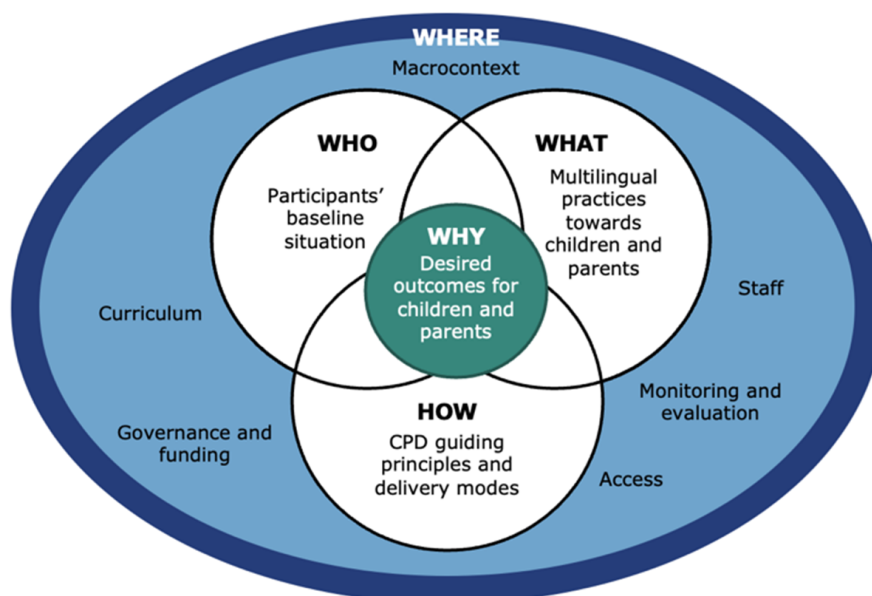 WHERE
Macrocontext
WHO
Participants’
baseline
situation
WHAT
Multilingual
practices
towards
children and
parents
WHY
Desired
outcomes for
children and
parents
Curriculum
Staff
Governance and
funding
HOW
CPD guiding
principles and
delivery modes
Monitoring and
evaluation
Access